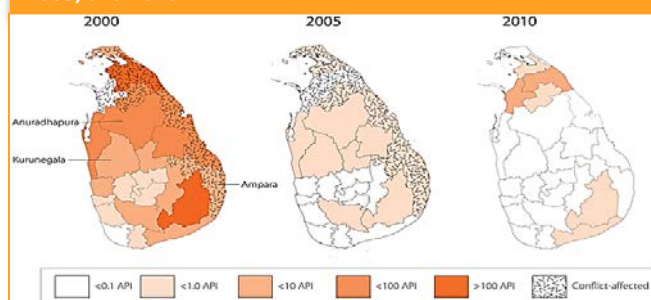 2000 2005 2010
Anuradhapura
Kurunegala
Ampara
<0.1 API <1.0 API <10 API <100 API >100 API Conflict-affected